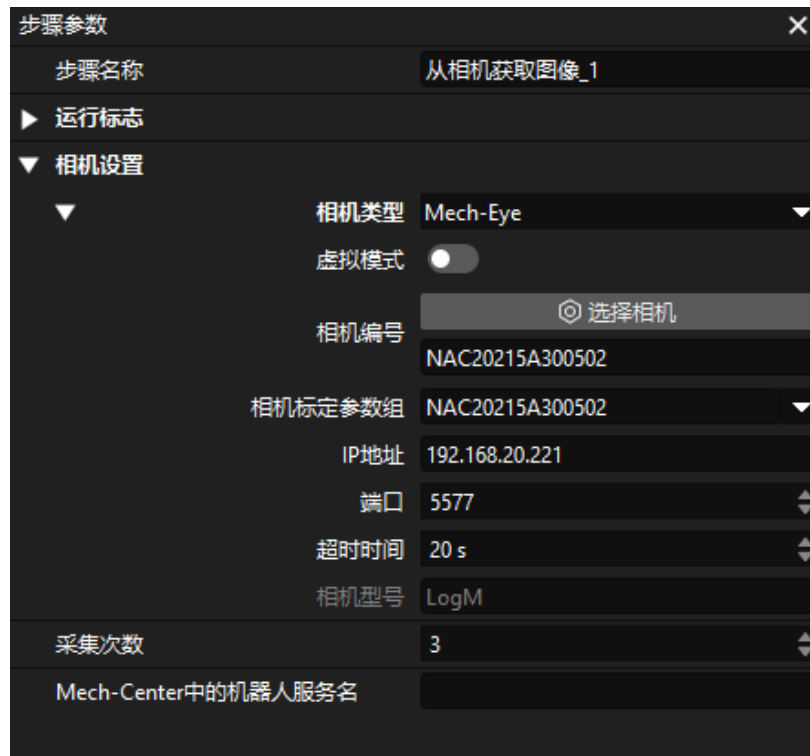 步骤参数
步骤名称 从相机获取图像_1
运行标志
相机设置
相机类型 Mech-Eye
虚拟模式
选择相机
相机编号
NAC20215A300502
相机标定参数组 NAC20215A300502
IP地址 192.168.20.221
端口 5577
超时时间 20 s
相机型号 LogM
采集次数 3
Mech-Center中的机器人服务名